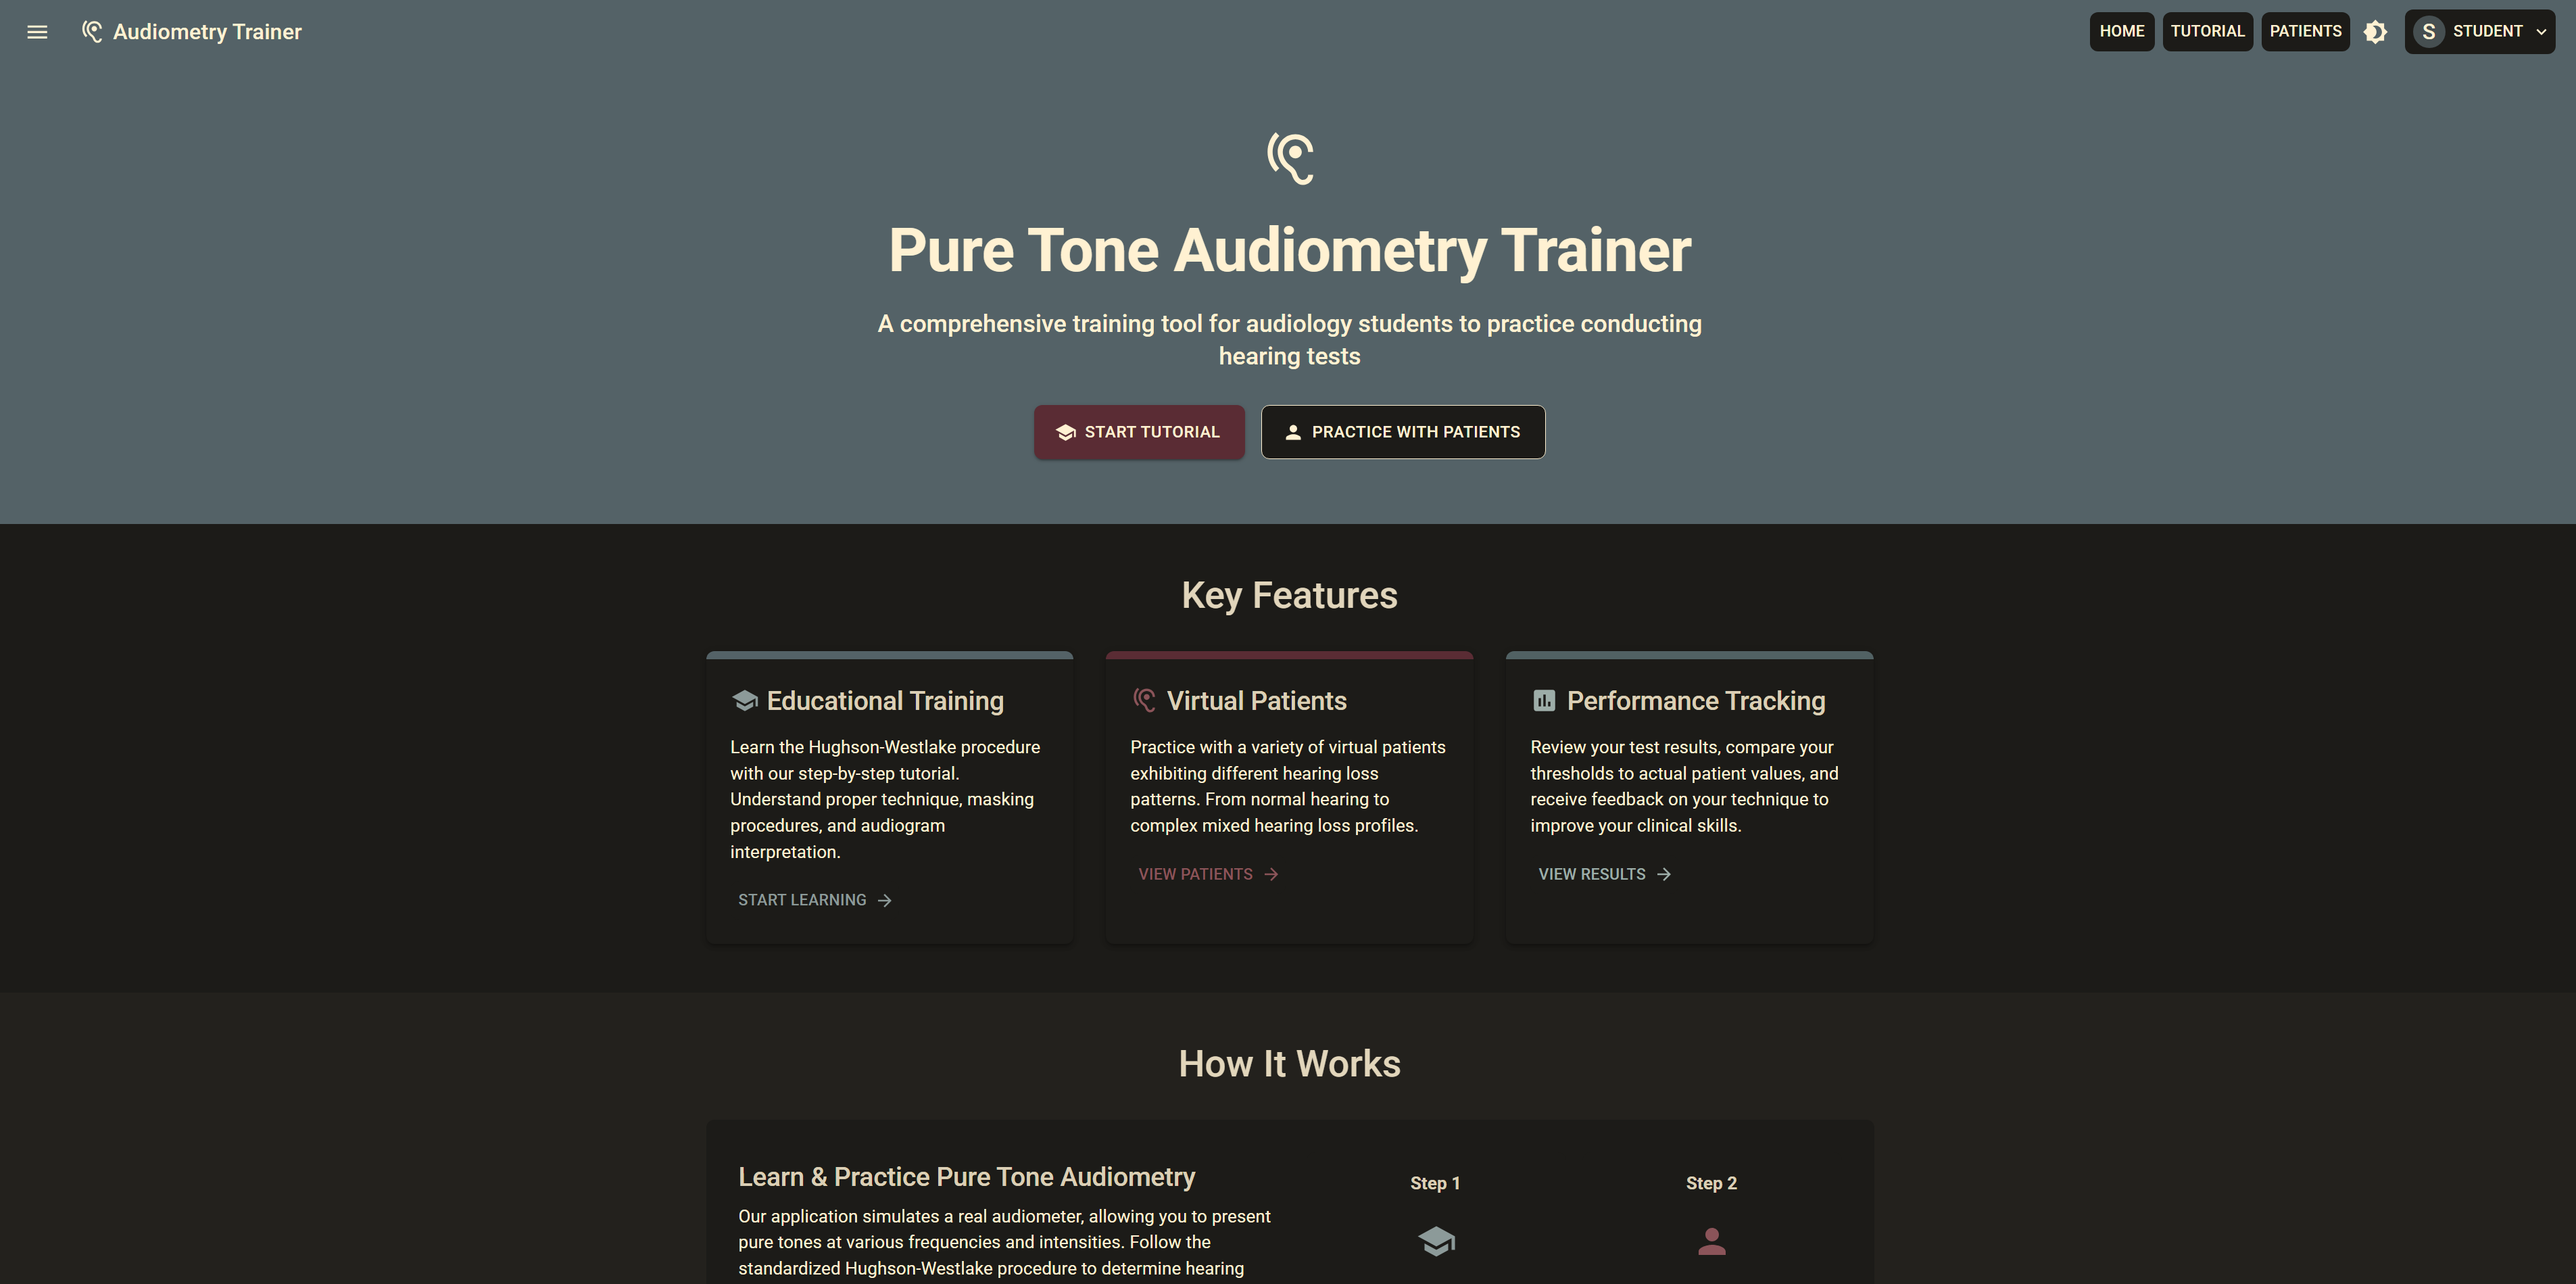 Audiometry Trainer
HOME
TUTORIAL
PATIENTS
S
STUDENT
Pure Tone Audiometry Trainer
A comprehensive training tool for audiology students to practice conducting
hearing tests
START TUTORIAL
PRACTICE WITH PATIENTS
Key Features
Educational Training
Learn the Hughson-Westlake procedure
with our step-by-step tutorial.
Understand proper technique, masking
procedures, and audiogram
interpretation.
START LEARNING
Virtual Patients
Practice with a variety of virtual patients
exhibiting different hearing loss
patterns. From normal hearing to
complex mixed hearing loss profiles.
VIEW PATIENTS
Performance Tracking
Review your test results, compare your
thresholds to actual patient values, and
receive feedback on your technique to
improve your clinical skills.
VIEW RESULTS
How It Works
Learn & Practice Pure Tone Audiometry
Our application simulates a real audiometer, allowing you to present
pure tones at various frequencies and intensities. Follow the
standardized Hughson-Westlake procedure to determine hearing
Step 1
Step 2